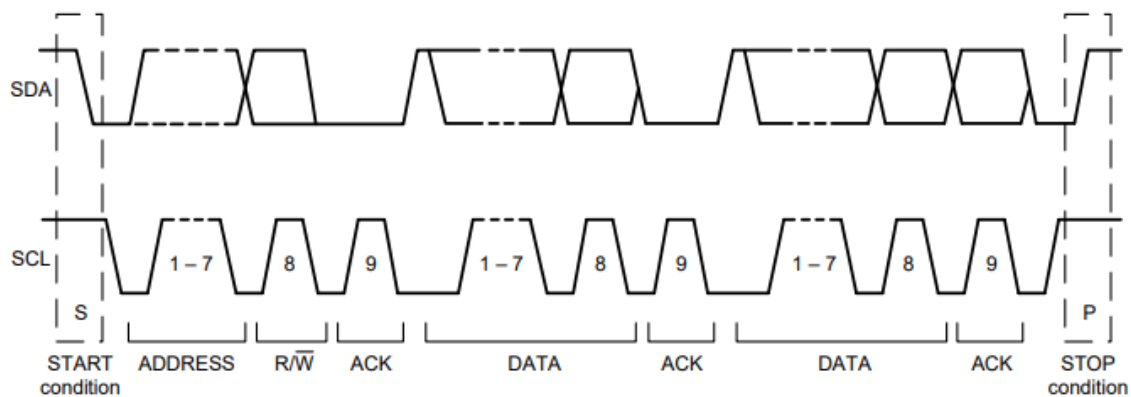 SDA
SCL
1 – 7
8
9
1 – 7
8
9
1 – 7
8
9
S
P
START
condition
ADDRESS
R/W̅
ACK
DATA
ACK
DATA
ACK
STOP
condition